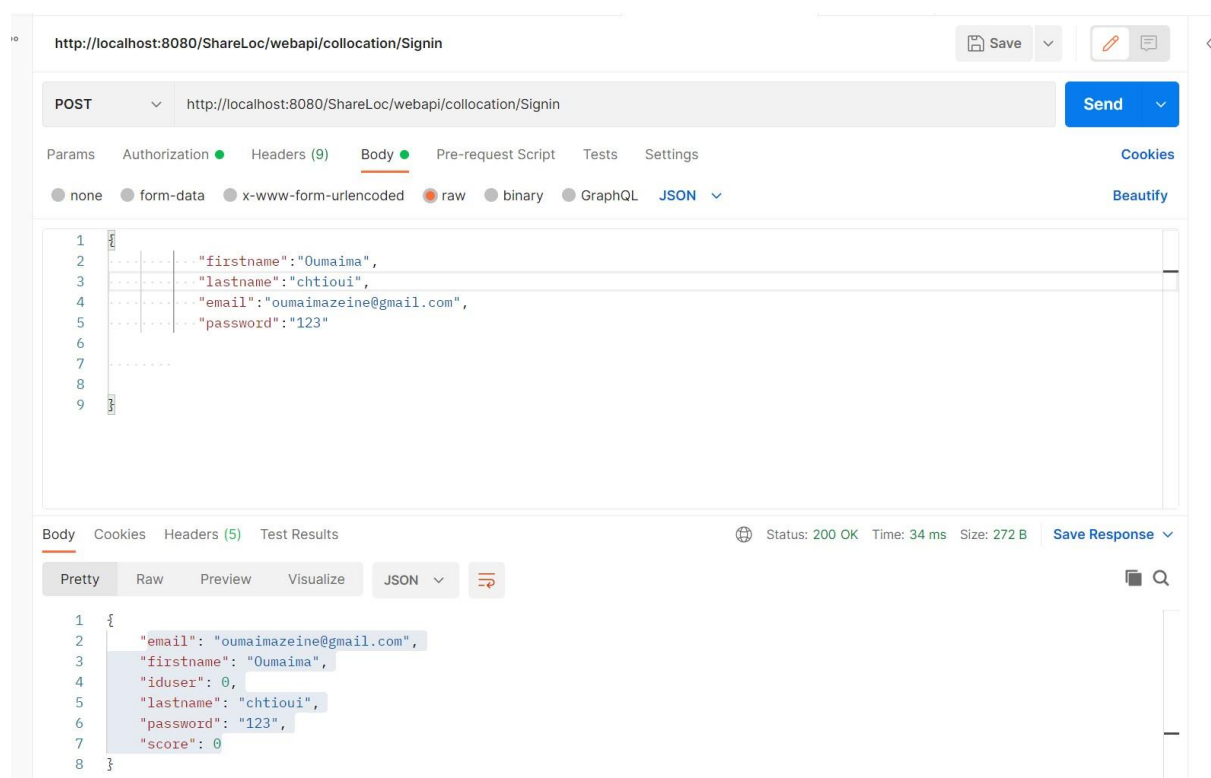 http://localhost:8080/ShareLoc/webapi/collocation/Signin
Save
POST http://localhost:8080/ShareLoc/webapi/collocation/Signin Send
Params Authorization Headers (9) Body Pre-request Script Tests Settings Cookies
none form-data x-www-form-urlencoded raw binary GraphQL JSON Beautify
1 {
2 "firstname":"Oumaima",
3 "lastname":"chtioui",
4 "email":"oumaimazeine@gmail.com",
5 "password":"123"
6
7
8
9 }
Body Cookies Headers (5) Test Results Status: 200 OK Time: 34 ms Size: 272 B Save Response
Pretty Raw Preview Visualize JSON
1 {
2 "email": "oumaimazeine@gmail.com",
3 "firstname": "Oumaima",
4 "iduser": 0,
5 "lastname": "chtioui",
6 "password": "123",
7 "score": 0
8 }